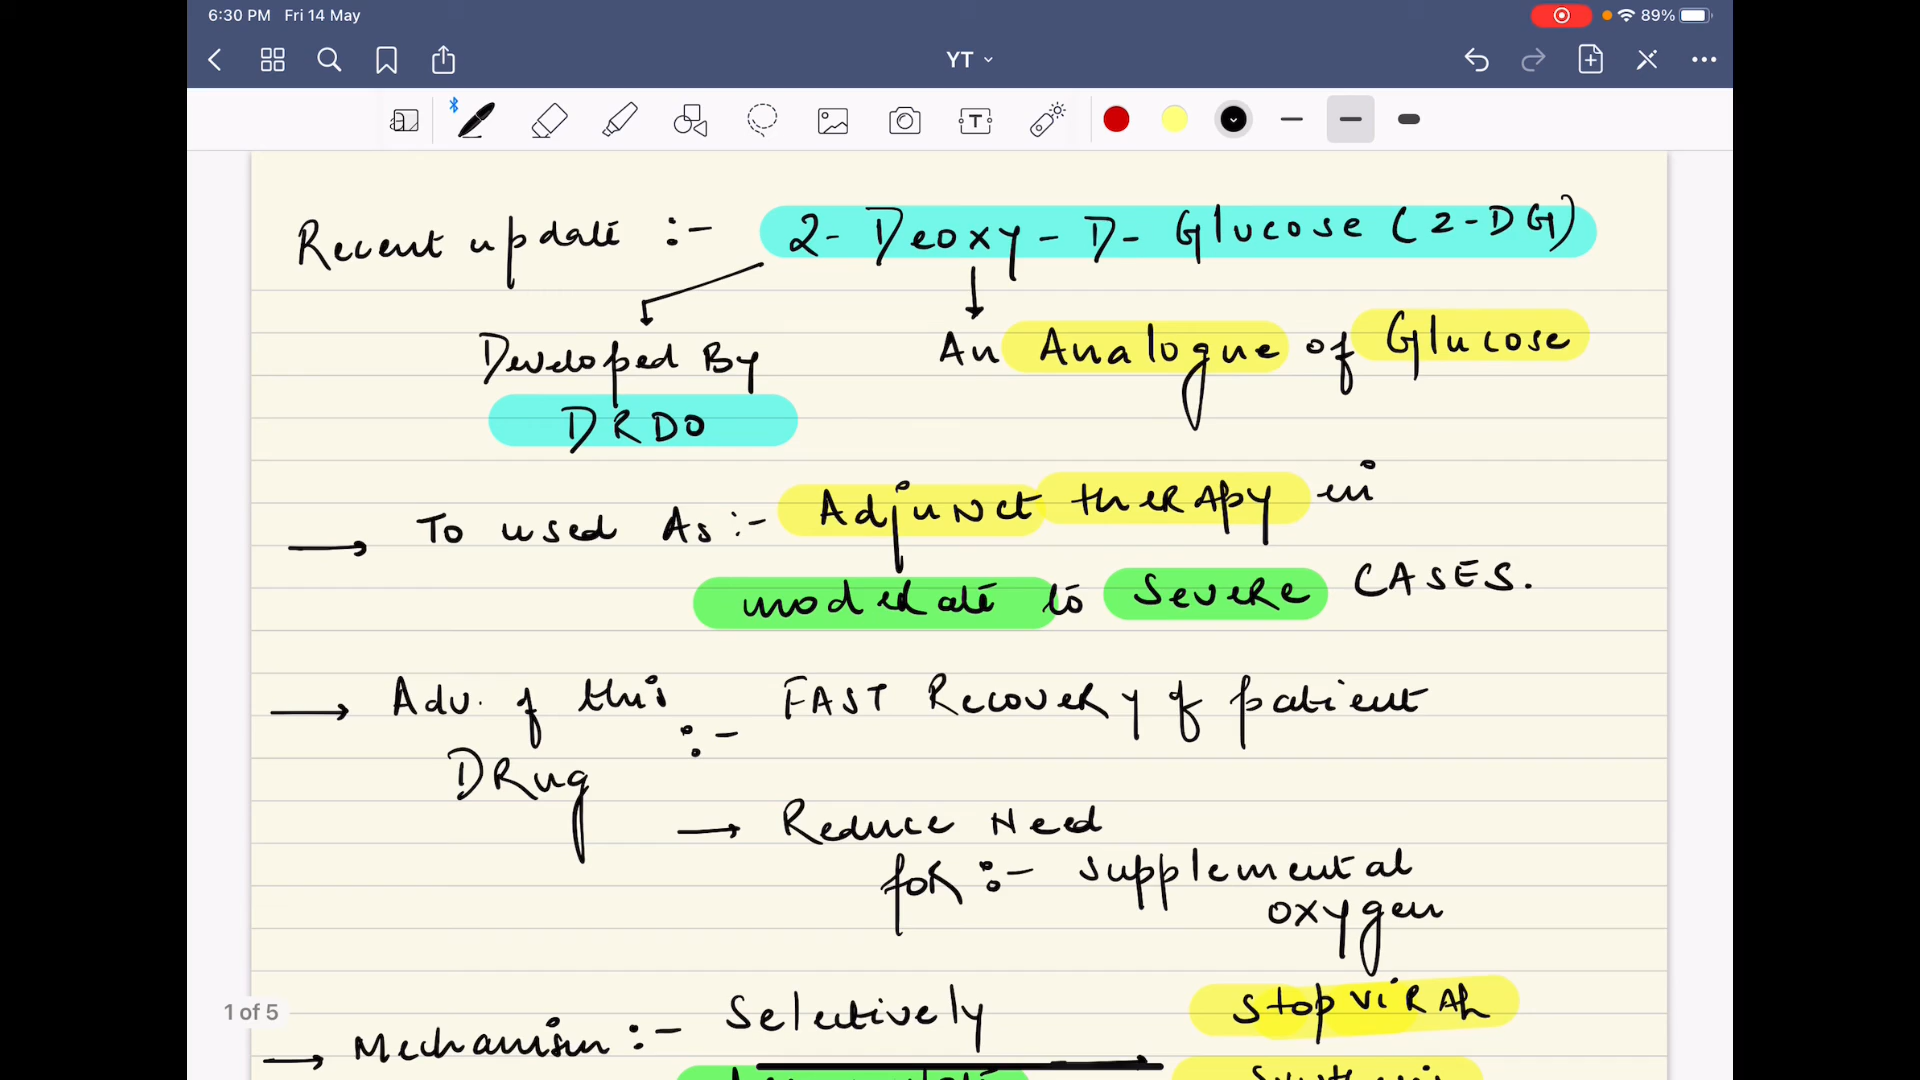 6:30 PM Fri 14 May
89%
YT
Recent update :- 2-Deoxy-D-Glucose (2-DG)
Developed By
DRDO
An Analogue of Glucose
→ To used As :- Adjunct therapy in
moderate to Severe CASES.
→ Adv. of this
DRug :- FAST Recovery of patient
→ Reduce Need
for :- supplemental
oxygen
1 of 5
→ Mechanism :- Selectively → Stop viral